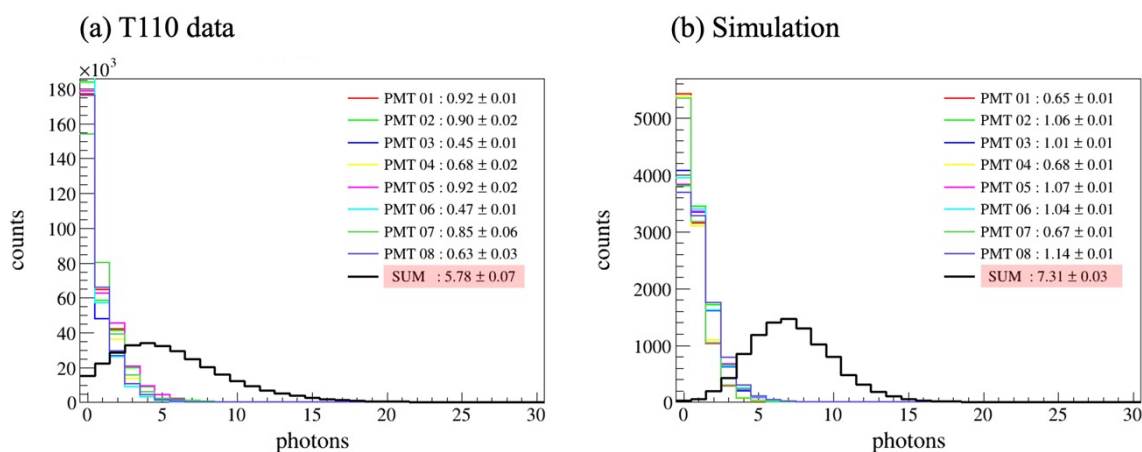 (a) T110 data
×10³
180
160
140
120
100
80
60
40
20
0
counts
PMT 01 : 0.92 ± 0.01
PMT 02 : 0.90 ± 0.02
PMT 03 : 0.45 ± 0.01
PMT 04 : 0.68 ± 0.02
PMT 05 : 0.92 ± 0.02
PMT 06 : 0.47 ± 0.01
PMT 07 : 0.85 ± 0.06
PMT 08 : 0.63 ± 0.03
SUM : 5.78 ± 0.07
0 5 10 15 20 25 30
photons
(b) Simulation
5000
4000
3000
2000
1000
0
counts
PMT 01 : 0.65 ± 0.01
PMT 02 : 1.06 ± 0.01
PMT 03 : 1.01 ± 0.01
PMT 04 : 0.68 ± 0.01
PMT 05 : 1.07 ± 0.01
PMT 06 : 1.04 ± 0.01
PMT 07 : 0.67 ± 0.01
PMT 08 : 1.14 ± 0.01
SUM : 7.31 ± 0.03
0 5 10 15 20 25 30
photons